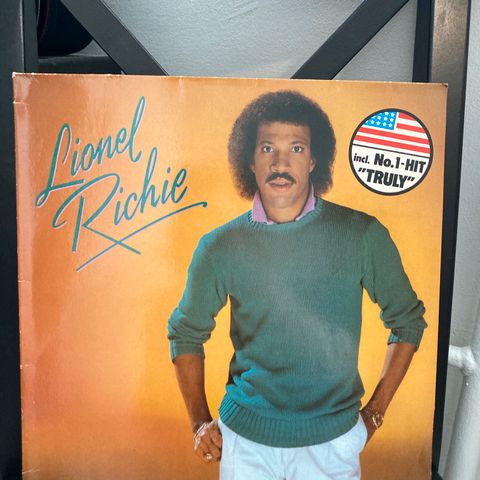 Lionel
Richie
incl. No.1-HIT
"TRULY"